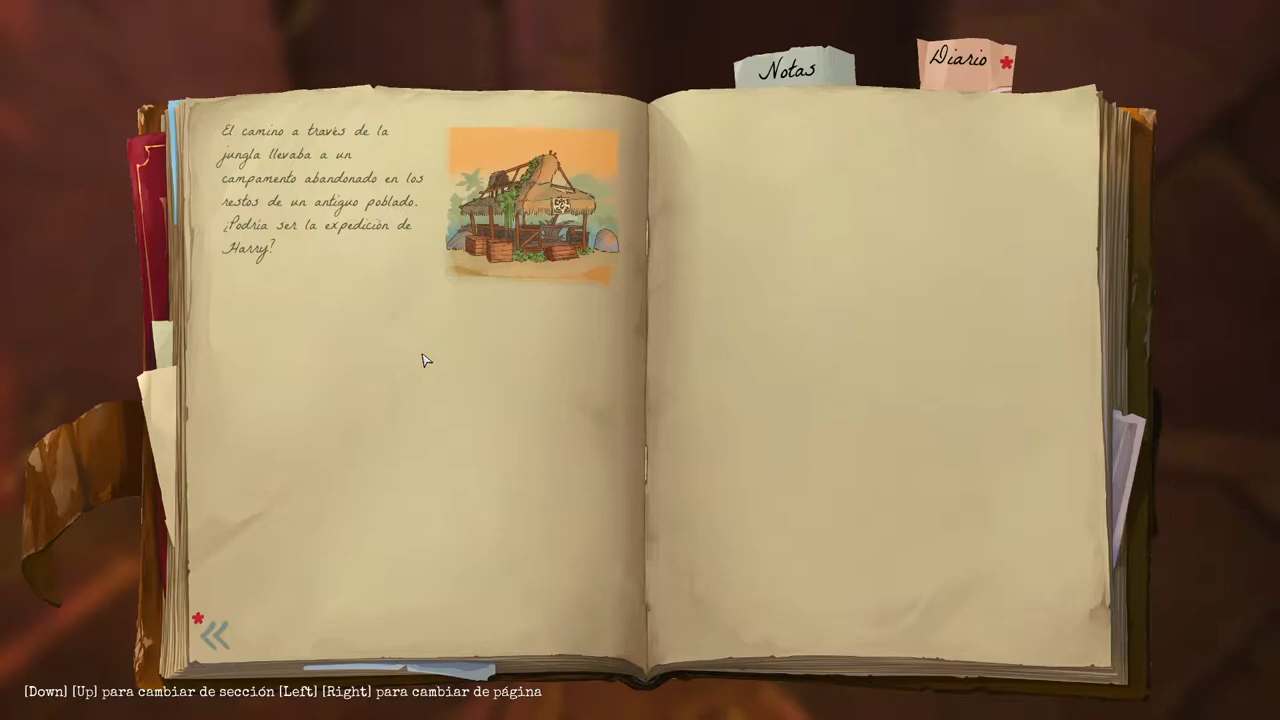 Notas
Diario *
El camino a través de la
jungla llevaba a un
campamento abandonado en los
restos de un antiguo poblado.
¿Podría ser la expedición de
Harry?
*
[Down] [Up] para cambiar de sección [Left] [Right] para cambiar de página